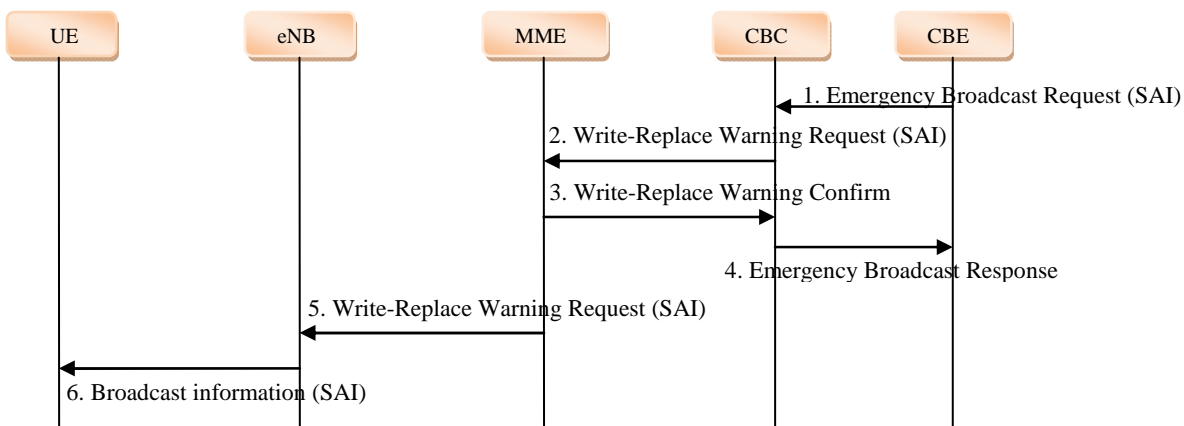 UE
eNB
MME
CBC
CBE
1. Emergency Broadcast Request (SAI)
2. Write-Replace Warning Request (SAI)
3. Write-Replace Warning Confirm
4. Emergency Broadcast Response
5. Write-Replace Warning Request (SAI)
6. Broadcast information (SAI)